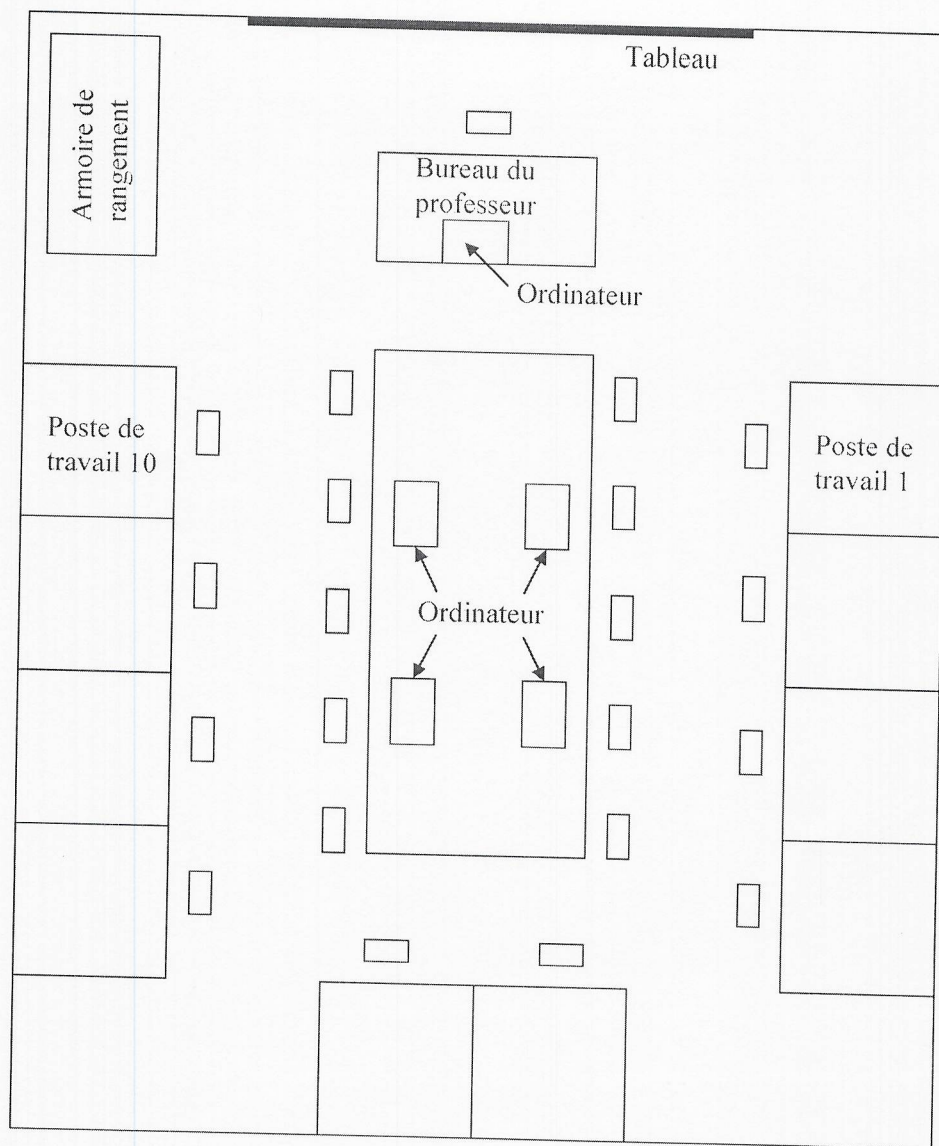 Tableau
Armoire de
rangement
Bureau du
professeur
Ordinateur
Poste de
travail 10
Poste de
travail 1
Ordinateur